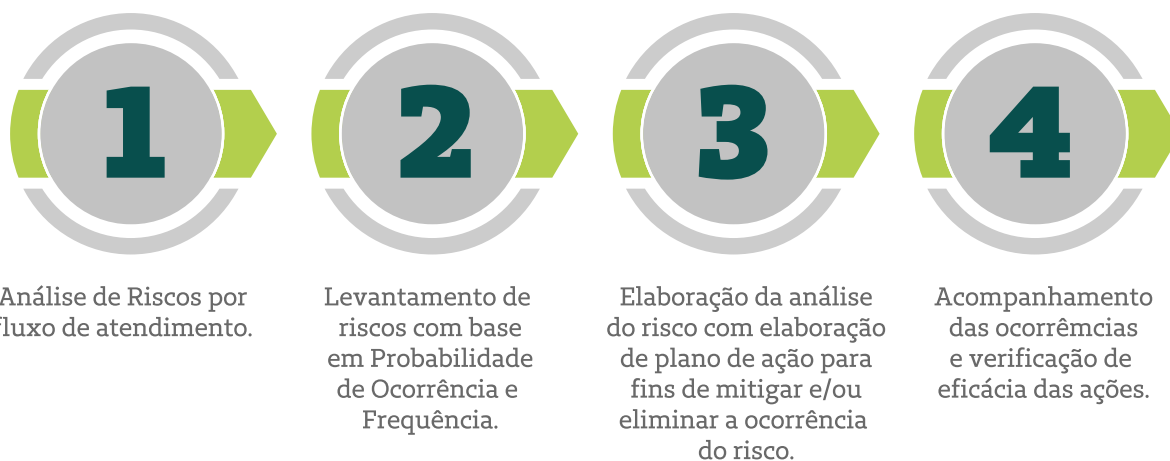 1
Análise de Riscos por
fluxo de atendimento.
2
Levantamento de
riscos com base
em Probabilidade
de Ocorrência e
Frequência.
3
Elaboração da análise
do risco com elaboração
de plano de ação para
fins de mitigar e/ou
eliminar a ocorrência
do risco.
4
Acompanhamento
das ocorrêmcias
e verificação de
eficácia das ações.